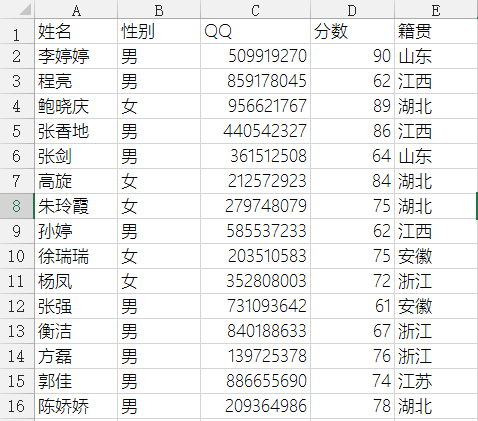 A B C D E
1 姓名 性别 QQ 分数 籍贯
2 李婷婷 男 509919270 90 山东
3 程亮 男 859178045 62 江西
4 鲍晓庆 女 956621767 89 湖北
5 张香地 男 440542327 86 江西
6 张剑 男 361512508 64 山东
7 高旋 女 212572923 84 湖北
8 朱玲霞 女 279748079 75 湖北
9 孙婷 男 585537233 62 江西
10 徐瑞瑞 女 203510583 75 安徽
11 杨凤 女 352808003 72 浙江
12 张强 男 731093642 61 安徽
13 衡洁 男 840188633 67 浙江
14 方磊 男 139725378 76 浙江
15 郭佳 男 886655690 74 江苏
16 陈娇娇 男 209364986 78 湖北